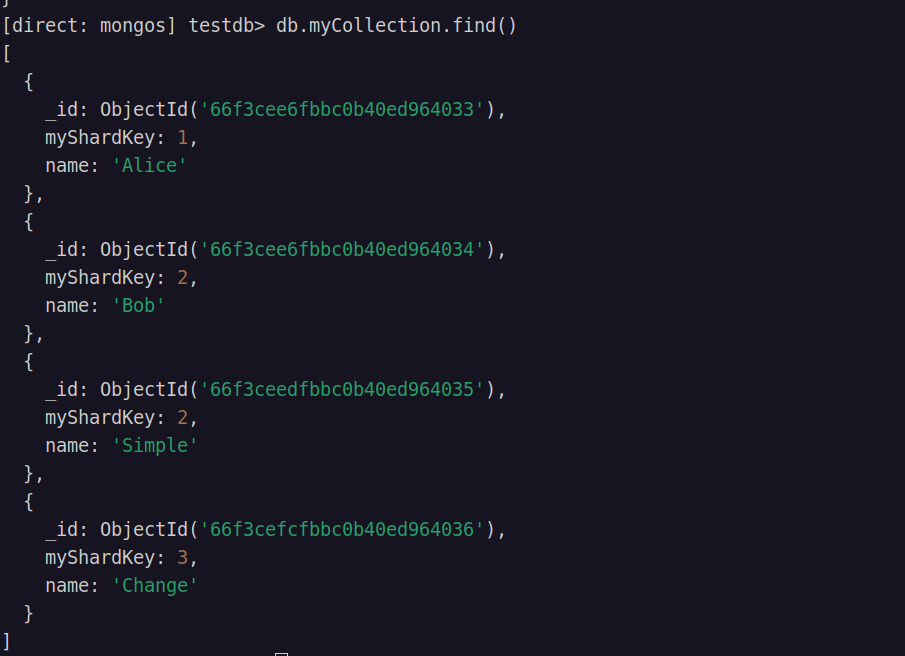 }
[direct: mongos] testdb> db.myCollection.find()
[
  {
    _id: ObjectId('66f3cee6fbbc0b40ed964033'),
    myShardKey: 1,
    name: 'Alice'
  },
  {
    _id: ObjectId('66f3cee6fbbc0b40ed964034'),
    myShardKey: 2,
    name: 'Bob'
  },
  {
    _id: ObjectId('66f3ceedfbbc0b40ed964035'),
    myShardKey: 2,
    name: 'Simple'
  },
  {
    _id: ObjectId('66f3cefcfbbc0b40ed964036'),
    myShardKey: 3,
    name: 'Change'
  }
]